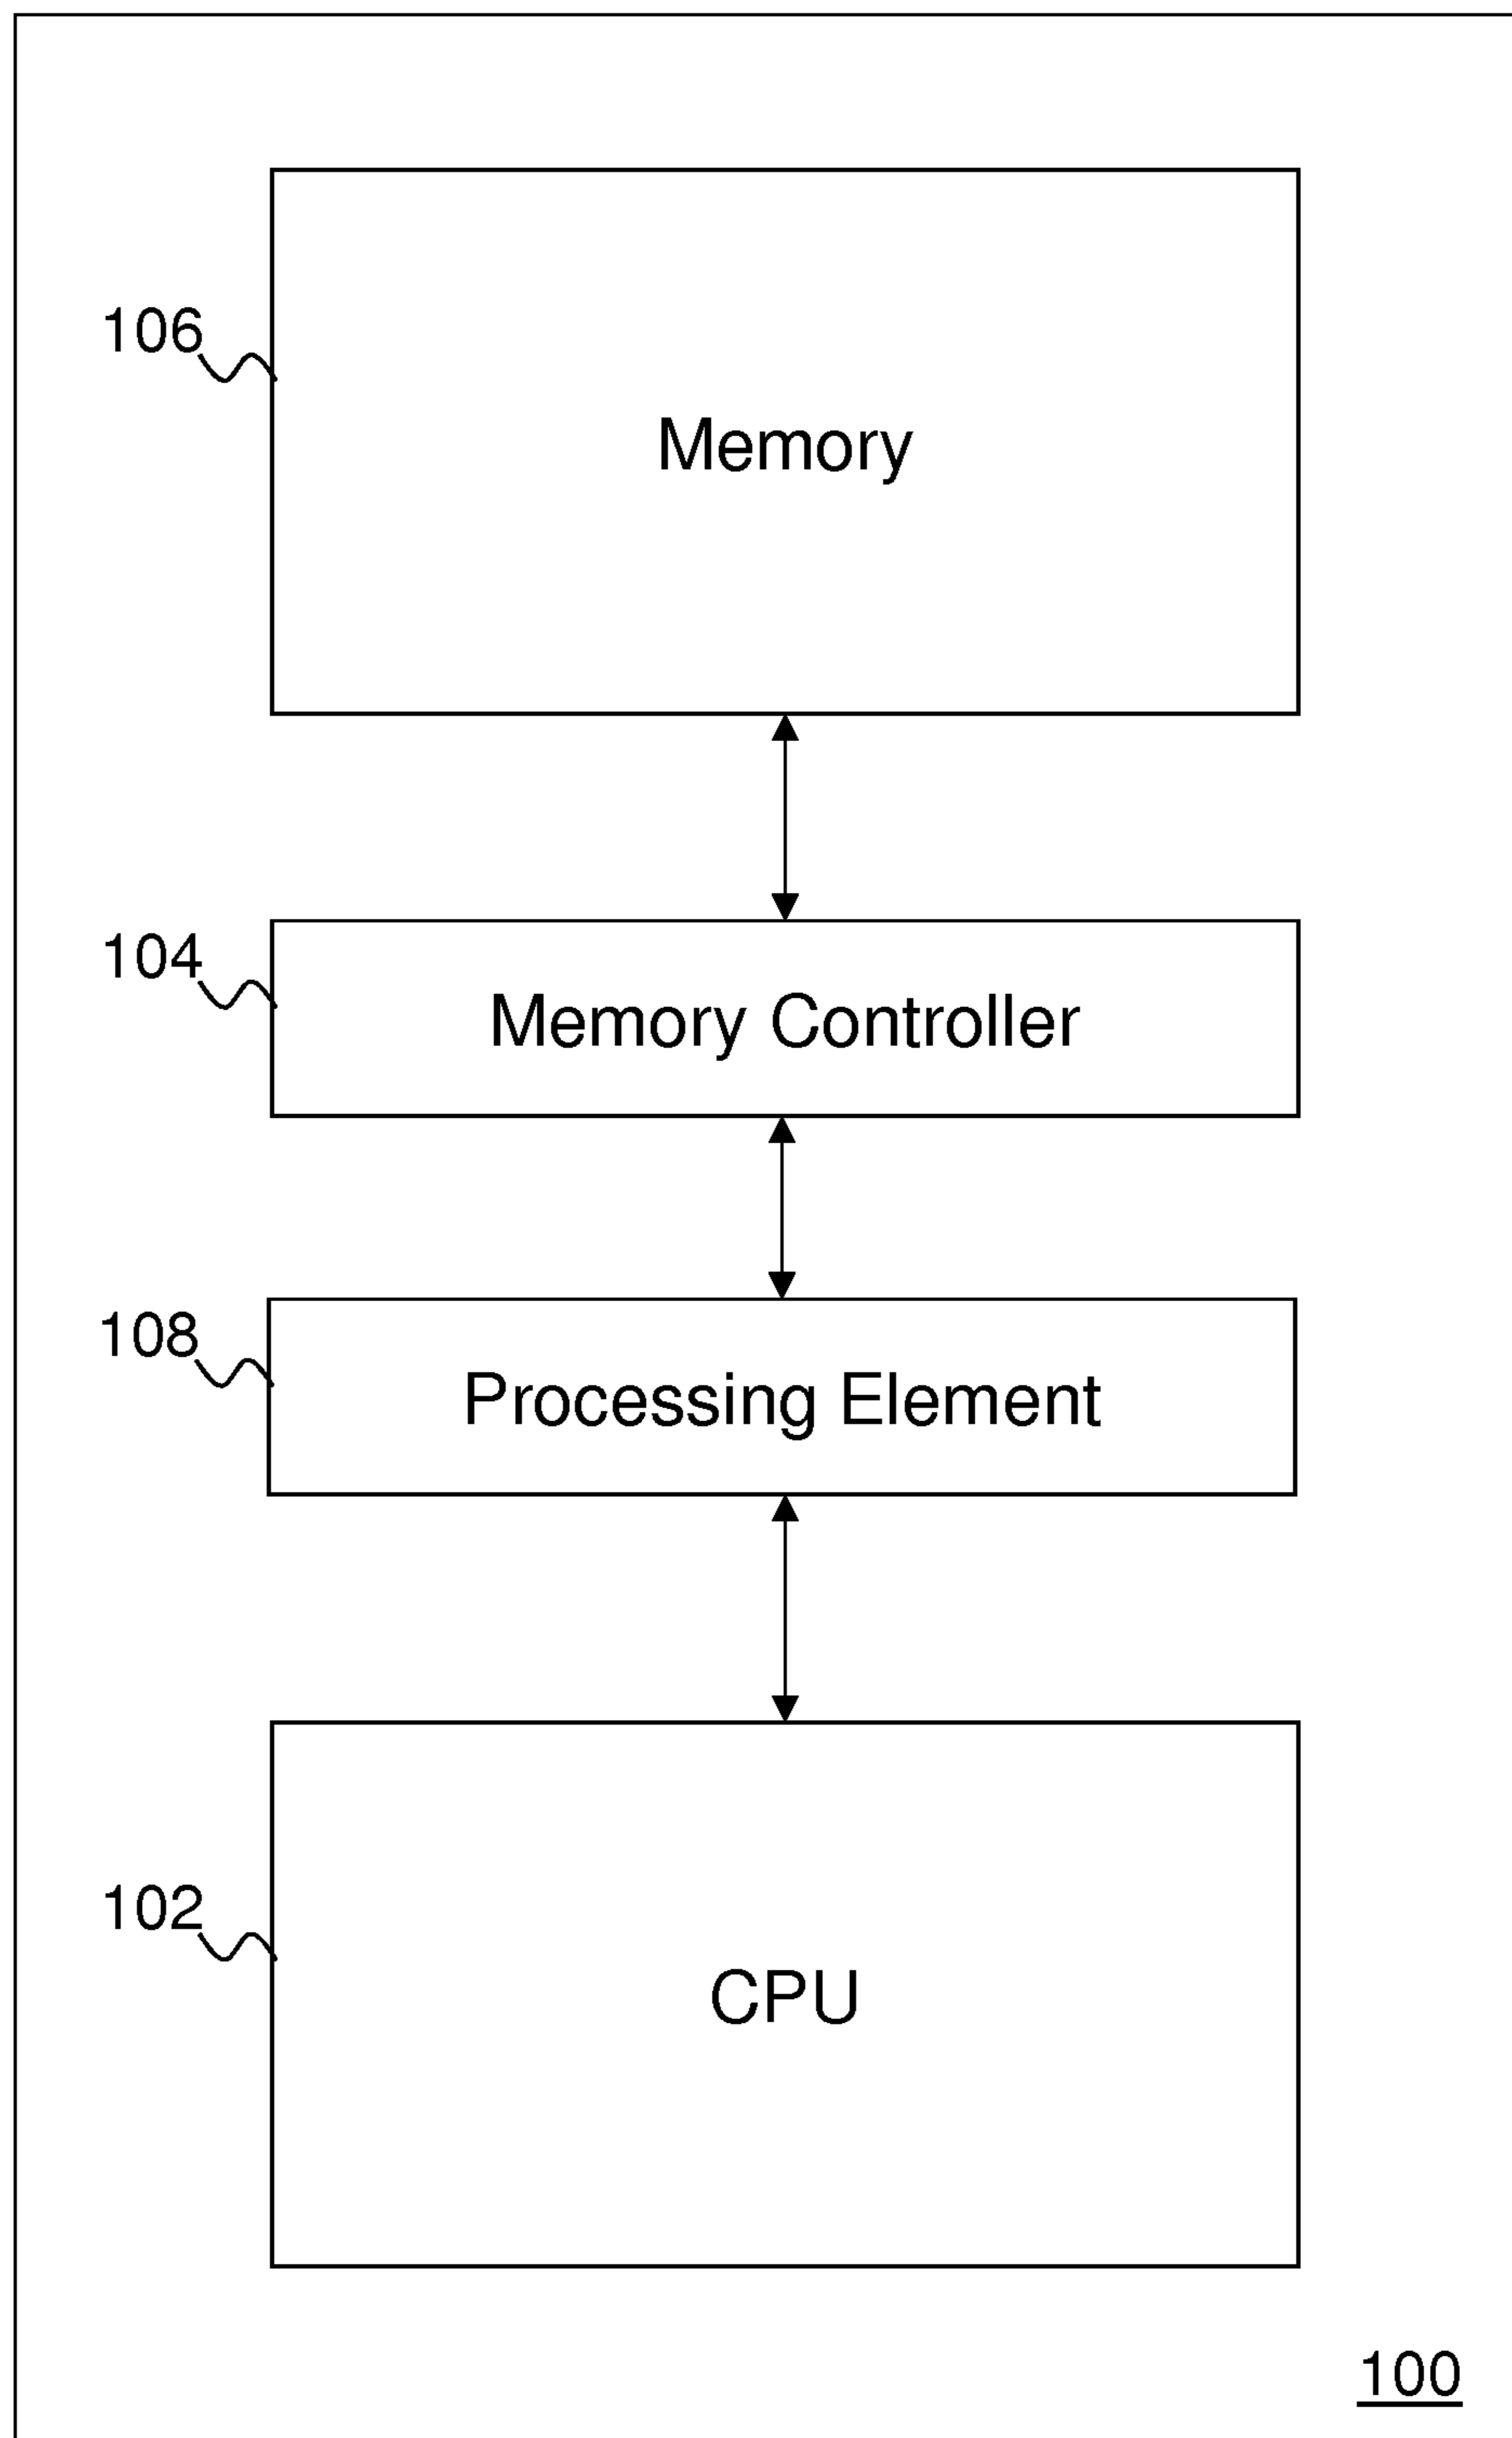 106
Memory
104
Memory Controller
108
Processing Element
102
CPU
100